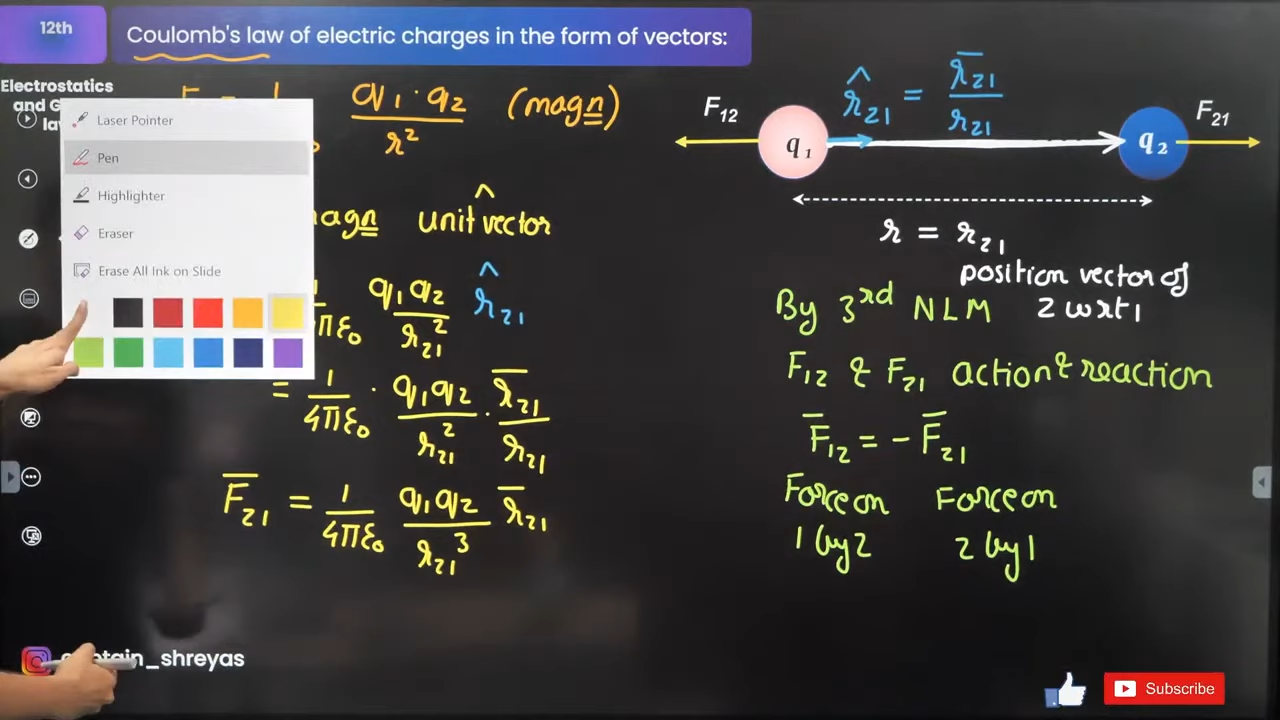 12th
Coulomb's law of electric charges in the form of vectors:
Electrostatics
and G
la
q₁·q₂ / r² (magn)
Laser Pointer
Pen
Highlighter
Eraser
Erase All Ink on Slide
agn unit vector
q₁q₂ / r₂₁² r̂₂₁
= 1/4πε₀ · q₁q₂ / r₂₁² · r̅₂₁ / r₂₁
F̅₂₁ = 1/4πε₀ q₁q₂ / r₂₁³ r̅₂₁
_shreyas
r̂₂₁ = r̅₂₁ / r₂₁
F₁₂
q₁
q₂
F₂₁
r = r₂₁
position vector of
2 wrt 1
By 3rd NLM
F₁₂ & F₂₁ action & reaction
F̅₁₂ = - F̅₂₁
Force on Force on
1 by 2 2 by 1
Subscribe